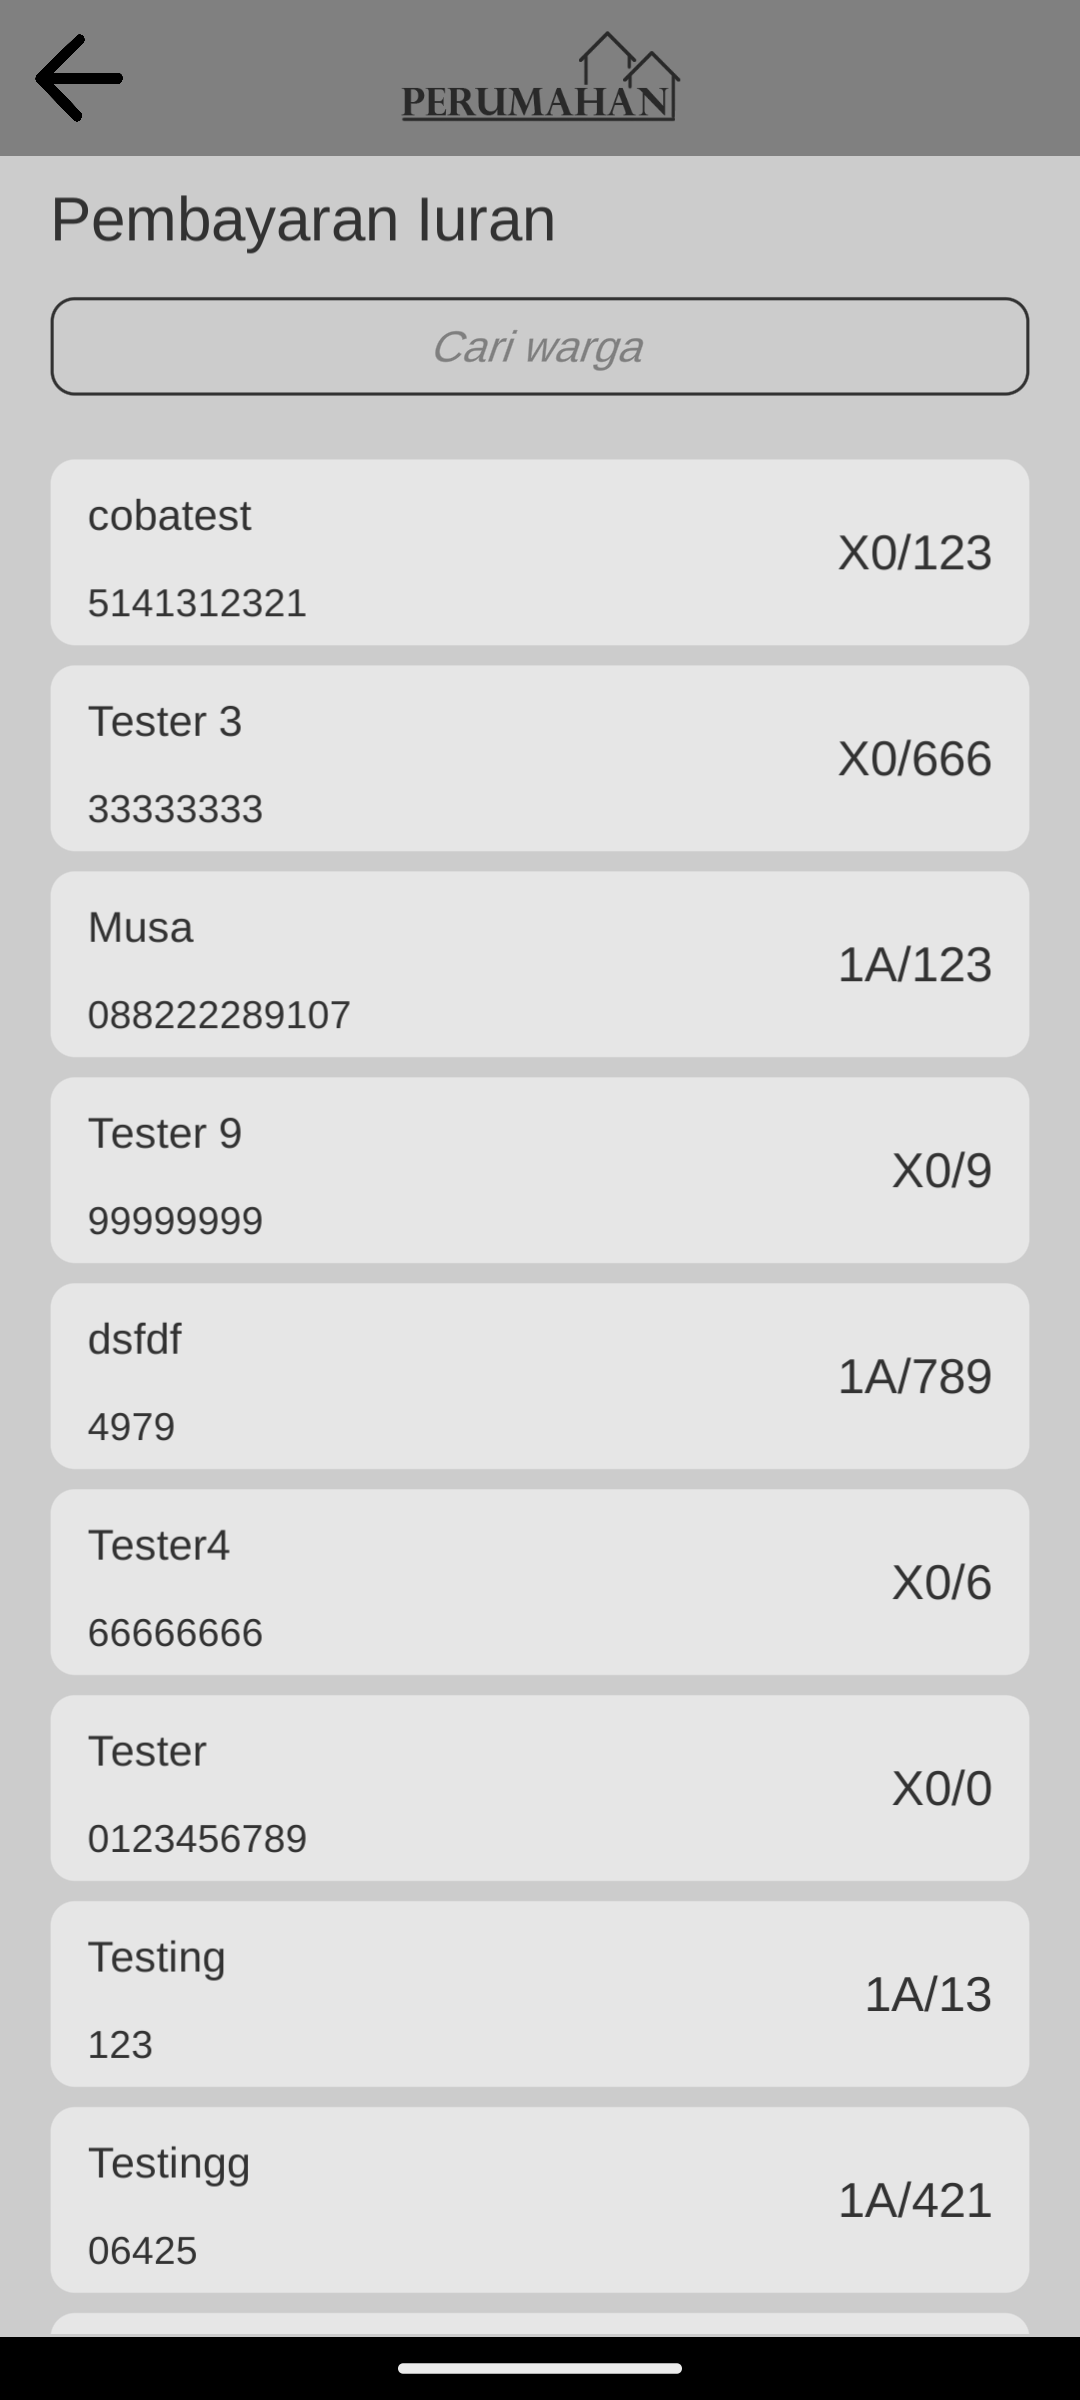 PERUMAHAN
Pembayaran Iuran
Cari warga
cobatest
5141312321
X0/123
Tester 3
33333333
X0/666
Musa
088222289107
1A/123
Tester 9
99999999
X0/9
dsfdf
4979
1A/789
Tester4
66666666
X0/6
Tester
0123456789
X0/0
Testing
123
1A/13
Testingg
06425
1A/421